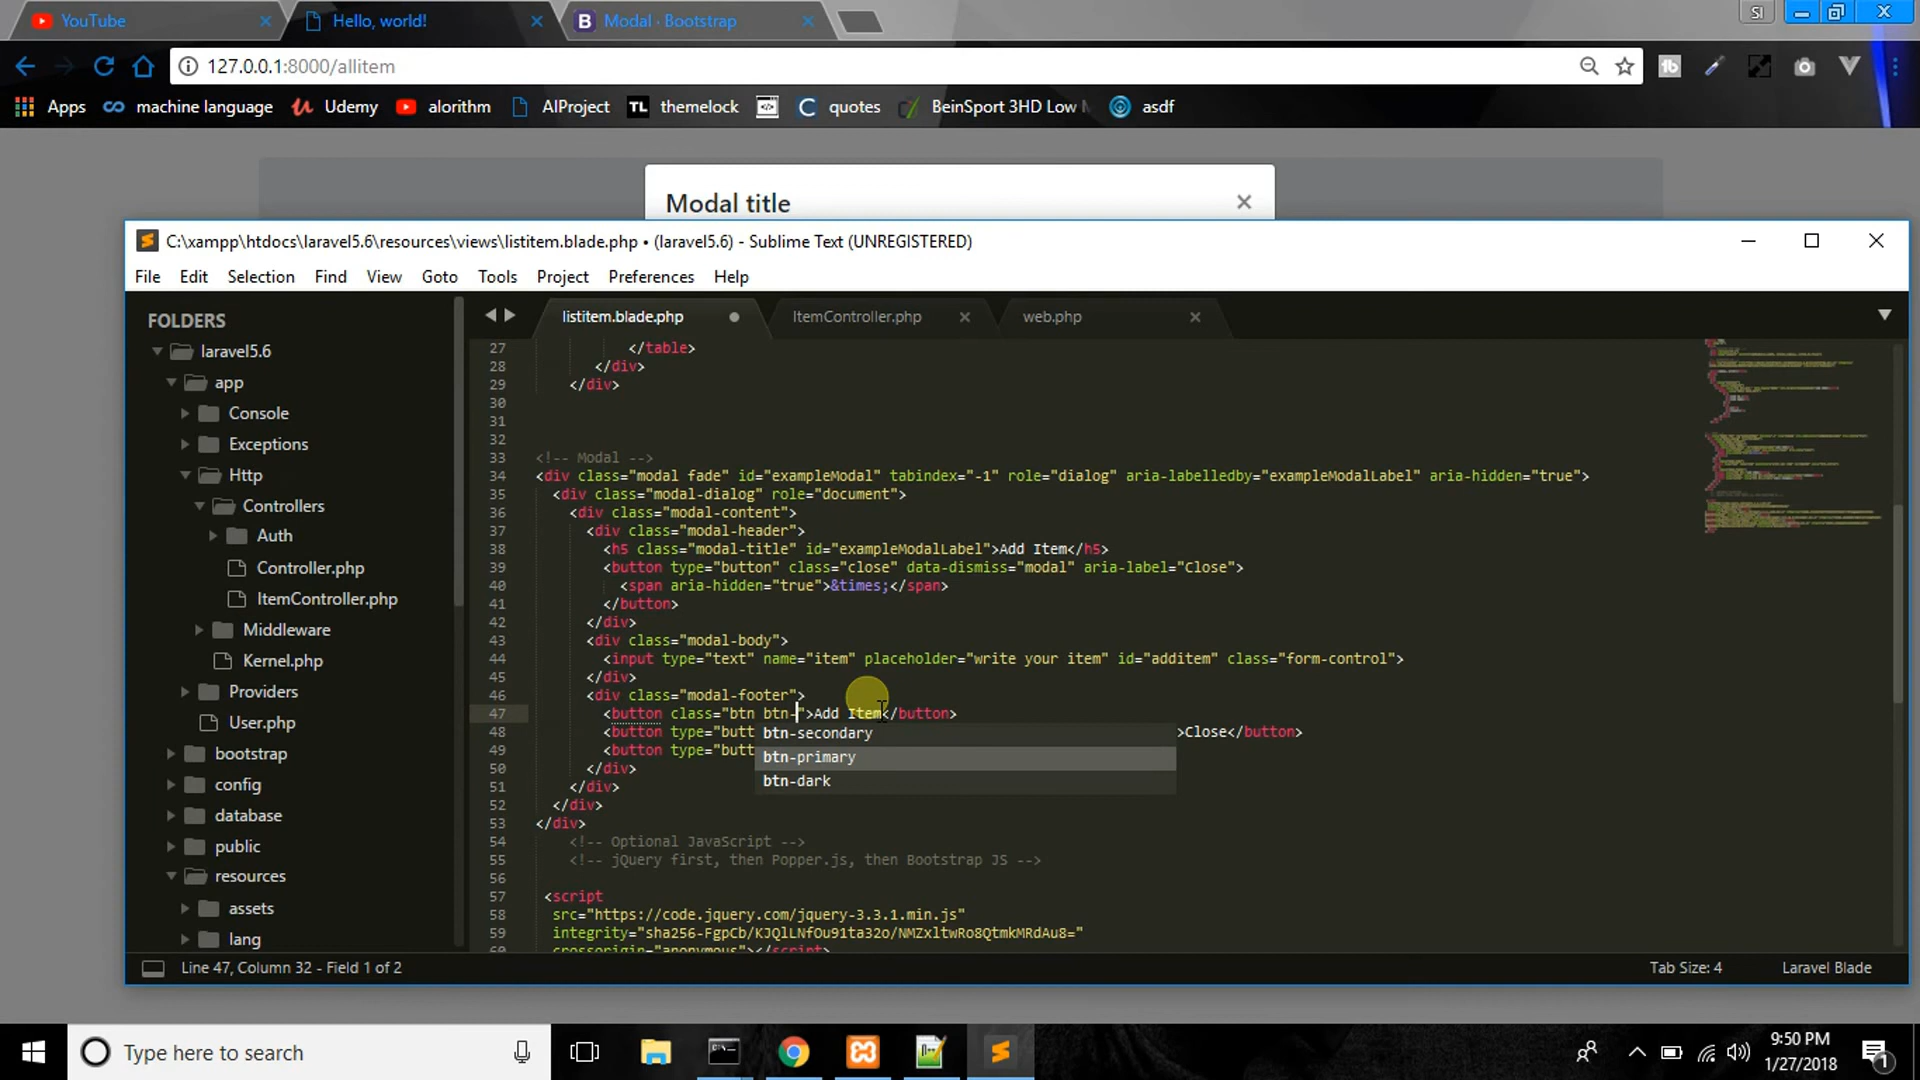 YouTube
Hello, world!
Modal · Bootstrap
SI
127.0.0.1:8000/allitem
Apps
machine language
Udemy
alorithm
AIProject
TL themelock
quotes
BeinSport 3HD Low
asdf
Modal title
C:\xampp\htdocs\laravel5.6\resources\views\listitem.blade.php • (laravel5.6) - Sublime Text (UNREGISTERED)
File Edit Selection Find View Goto Tools Project Preferences Help
FOLDERS
laravel5.6
app
Console
Exceptions
Http
Controllers
Auth
Controller.php
ItemController.php
Middleware
Kernel.php
Providers
User.php
bootstrap
config
database
public
resources
assets
lang
listitem.blade.php
ItemController.php
web.php
27 </table>
28 </div>
29 </div>
30
31
32
33 <!-- Modal -->
34 <div class="modal fade" id="exampleModal" tabindex="-1" role="dialog" aria-labelledby="exampleModalLabel" aria-hidden="true">
35 <div class="modal-dialog" role="document">
36 <div class="modal-content">
37 <div class="modal-header">
38 <h5 class="modal-title" id="exampleModalLabel">Add Item</h5>
39 <button type="button" class="close" data-dismiss="modal" aria-label="Close">
40 <span aria-hidden="true">&times;</span>
41 </button>
42 </div>
43 <div class="modal-body">
44 <input type="text" name="item" placeholder="write your item" id="additem" class="form-control">
45 </div>
46 <div class="modal-footer">
47 <button class="btn btn-">Add Item</button>
48 <button type="butt >Close</button>
49 <button type="butt
btn-secondary
btn-primary
btn-dark
50 </div>
51 </div>
52 </div>
53 </div>
54 <!-- Optional JavaScript -->
55 <!-- jQuery first, then Popper.js, then Bootstrap JS -->
56
57 <script
58 src="https://code.jquery.com/jquery-3.3.1.min.js"
59 integrity="sha256-FgpCb/KJQlLNfOu91ta32o/NMZxltwRo8QtmkMRdAu8="
60 crossorigin="anonymous"></script>
Line 47, Column 32 - Field 1 of 2
Tab Size: 4
Laravel Blade
Type here to search
9:50 PM
1/27/2018
1